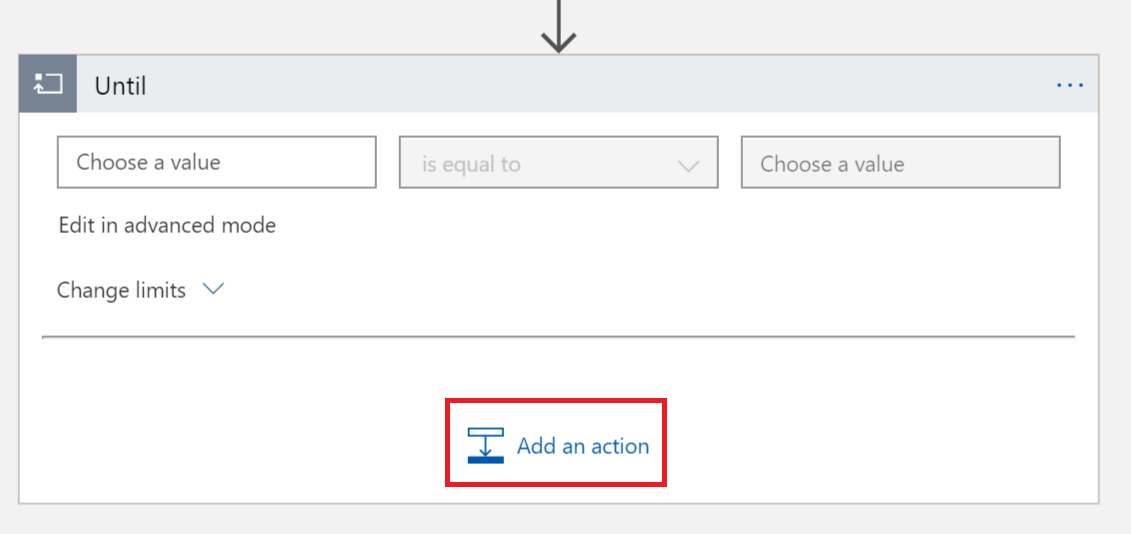 Until
Choose a value
is equal to
Choose a value
Edit in advanced mode
Change limits
Add an action